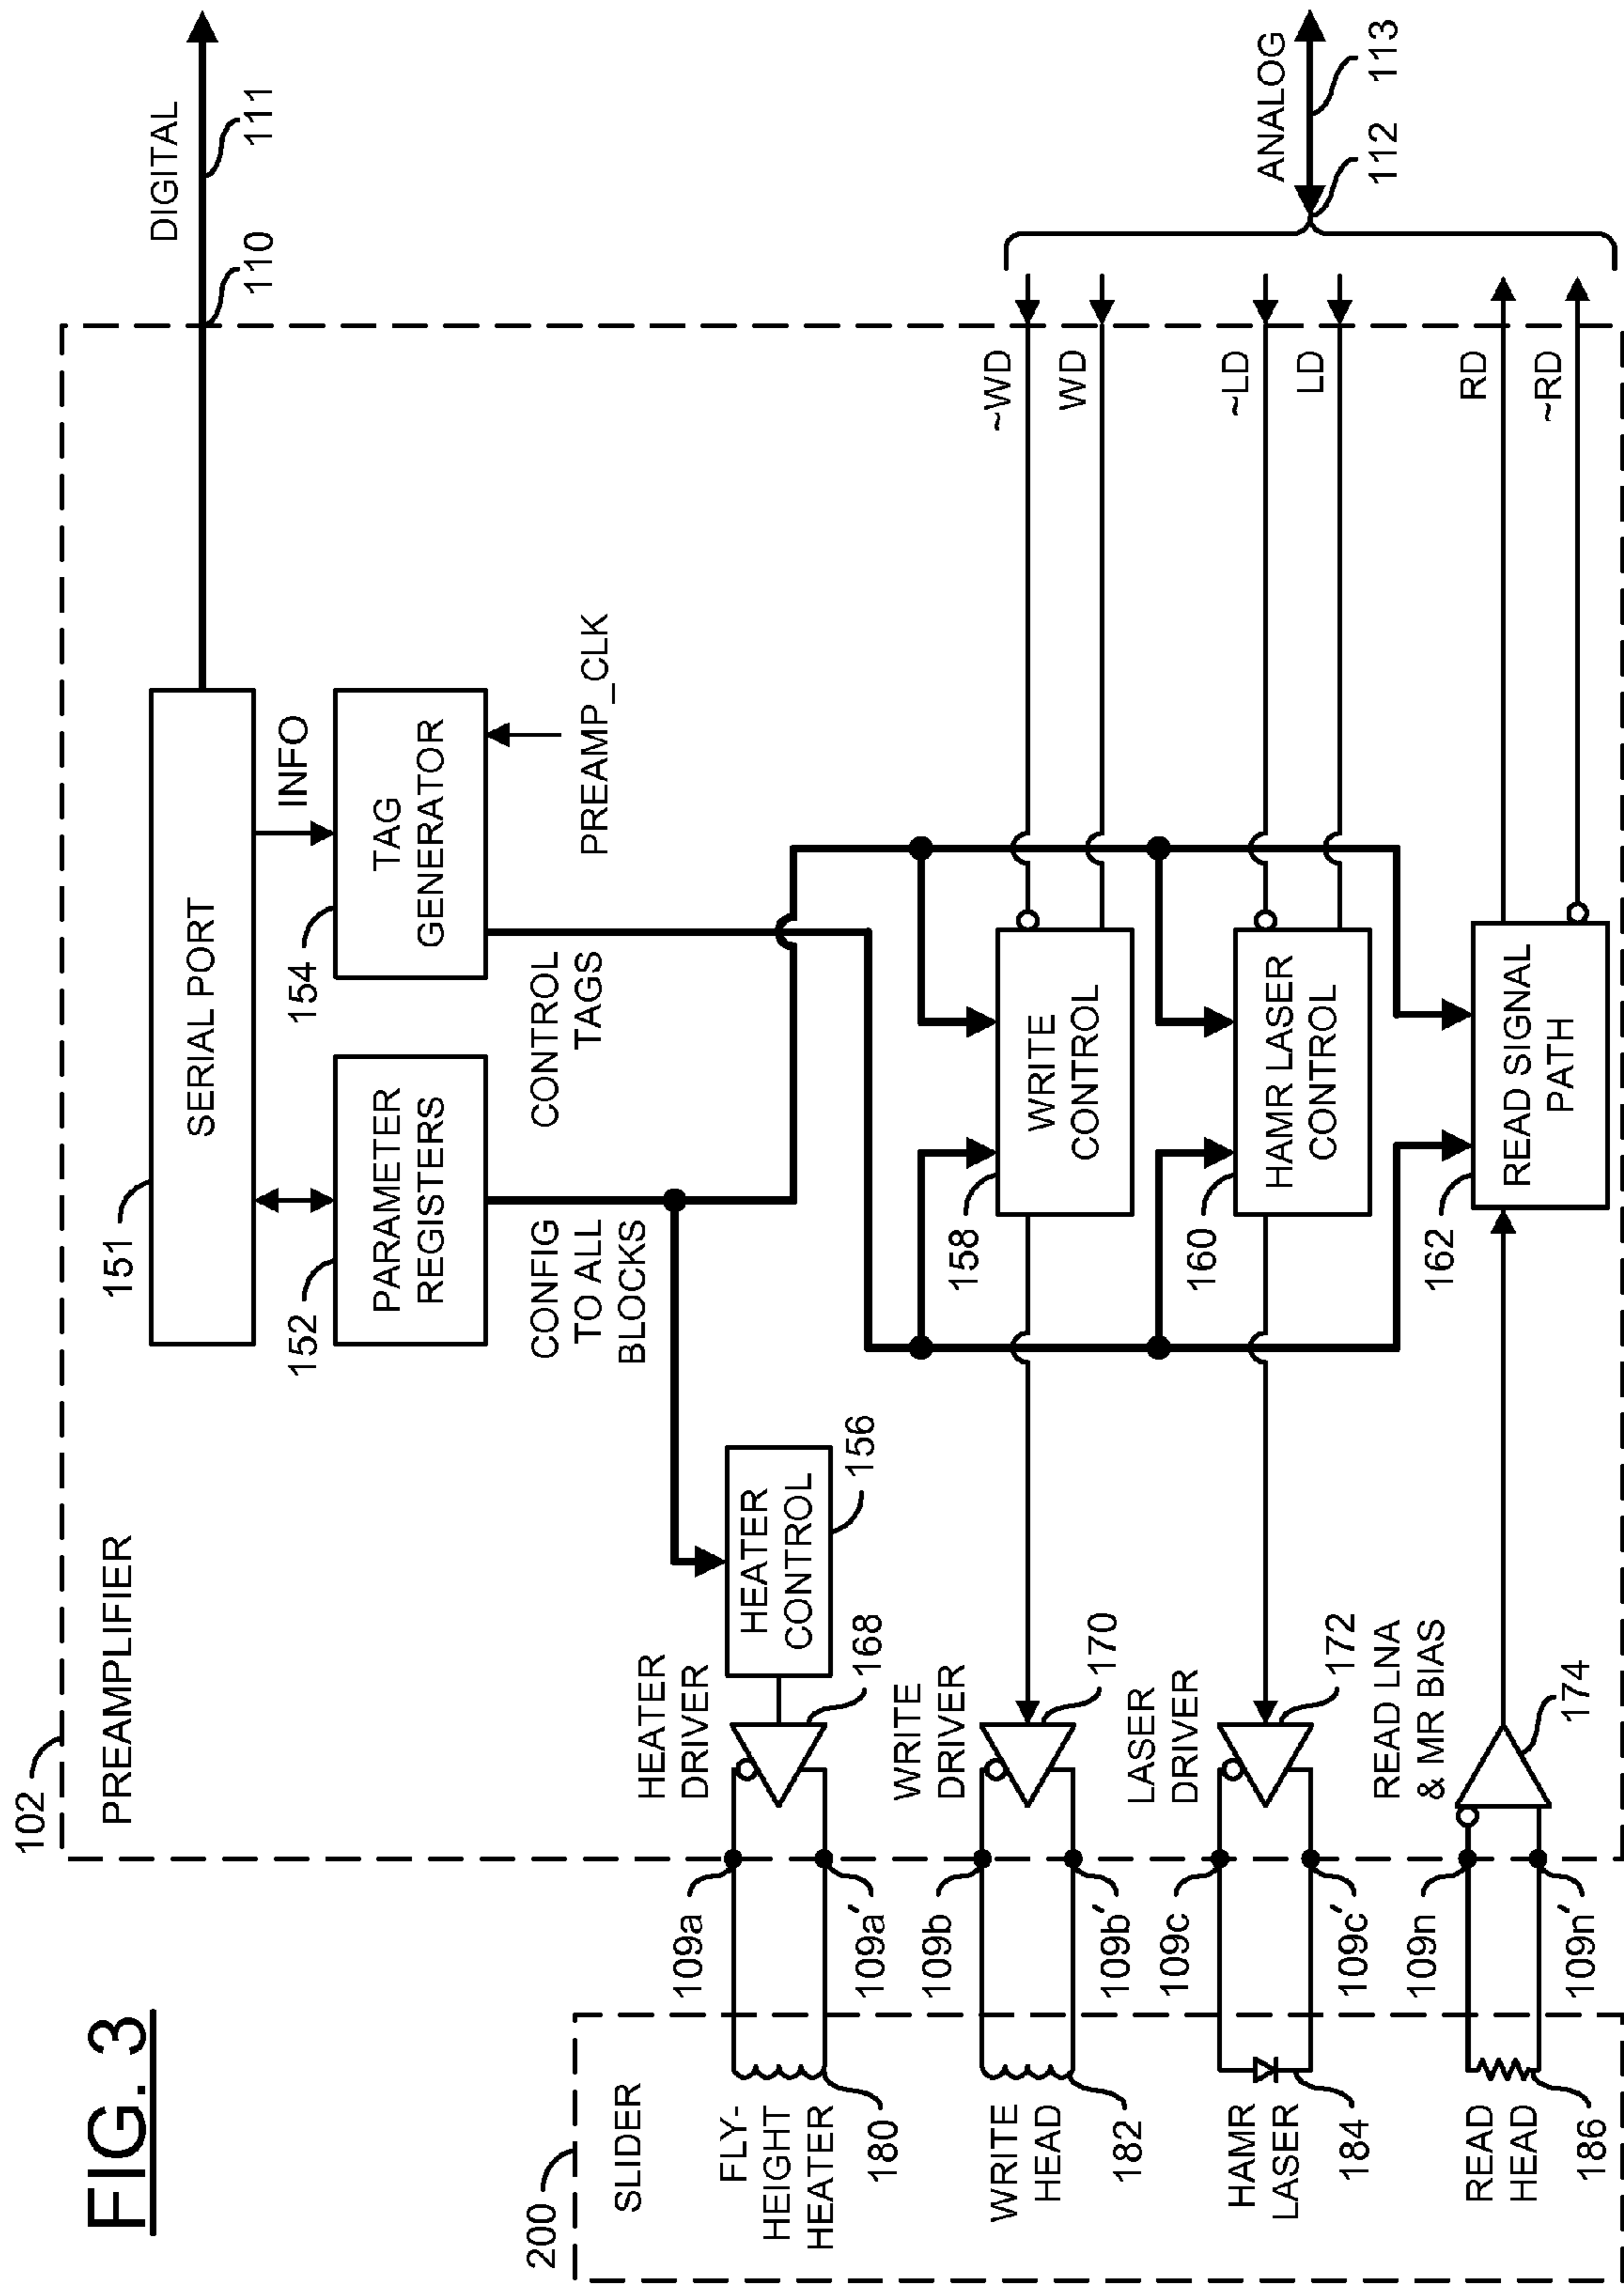 FIG. 3
102
PREAMPLIFIER
151
SERIAL PORT
DIGITAL
110
111
152
PARAMETER
REGISTERS
INFO
154
TAG
GENERATOR
PREAMP_CLK
CONFIG
TO ALL
BLOCKS
CONTROL
TAGS
200
SLIDER
FLY-
HEIGHT
HEATER
180
109a
109a′
HEATER
DRIVER
168
HEATER
CONTROL
156
WRITE
HEAD
182
109b
109b′
WRITE
DRIVER
170
158
WRITE
CONTROL
~WD
WD
HAMR
LASER
184
109c
109c′
LASER
DRIVER
172
160
HAMR LASER
CONTROL
~LD
LD
ANALOG
112
113
READ
HEAD
186
109n
109n′
READ LNA
& MR BIAS
174
162
READ SIGNAL
PATH
RD
~RD